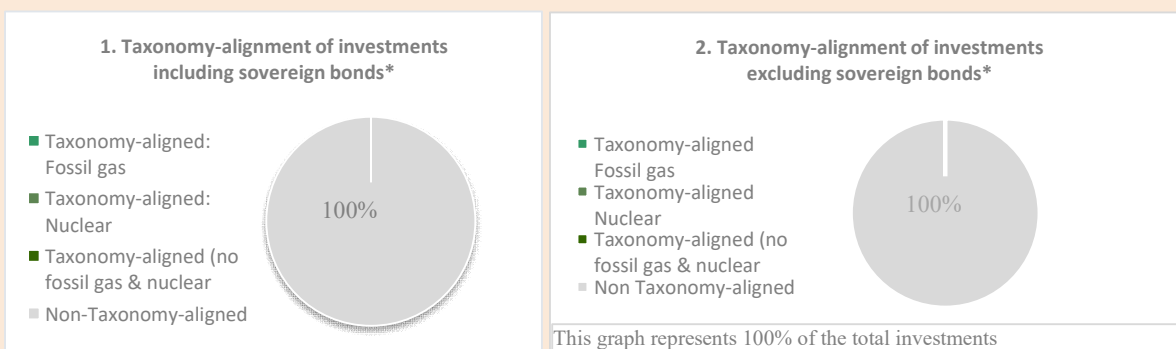 1. Taxonomy-alignment of investments
including sovereign bonds*
Taxonomy-aligned:
Fossil gas
Taxonomy-aligned:
Nuclear
Taxonomy-aligned (no
fossil gas & nuclear
Non-Taxonomy-aligned
100%
2. Taxonomy-alignment of investments
excluding sovereign bonds*
Taxonomy-aligned
Fossil gas
Taxonomy-aligned
Nuclear
Taxonomy-aligned (no
fossil gas & nuclear
Non Taxonomy-aligned
100%
This graph represents 100% of the total investments